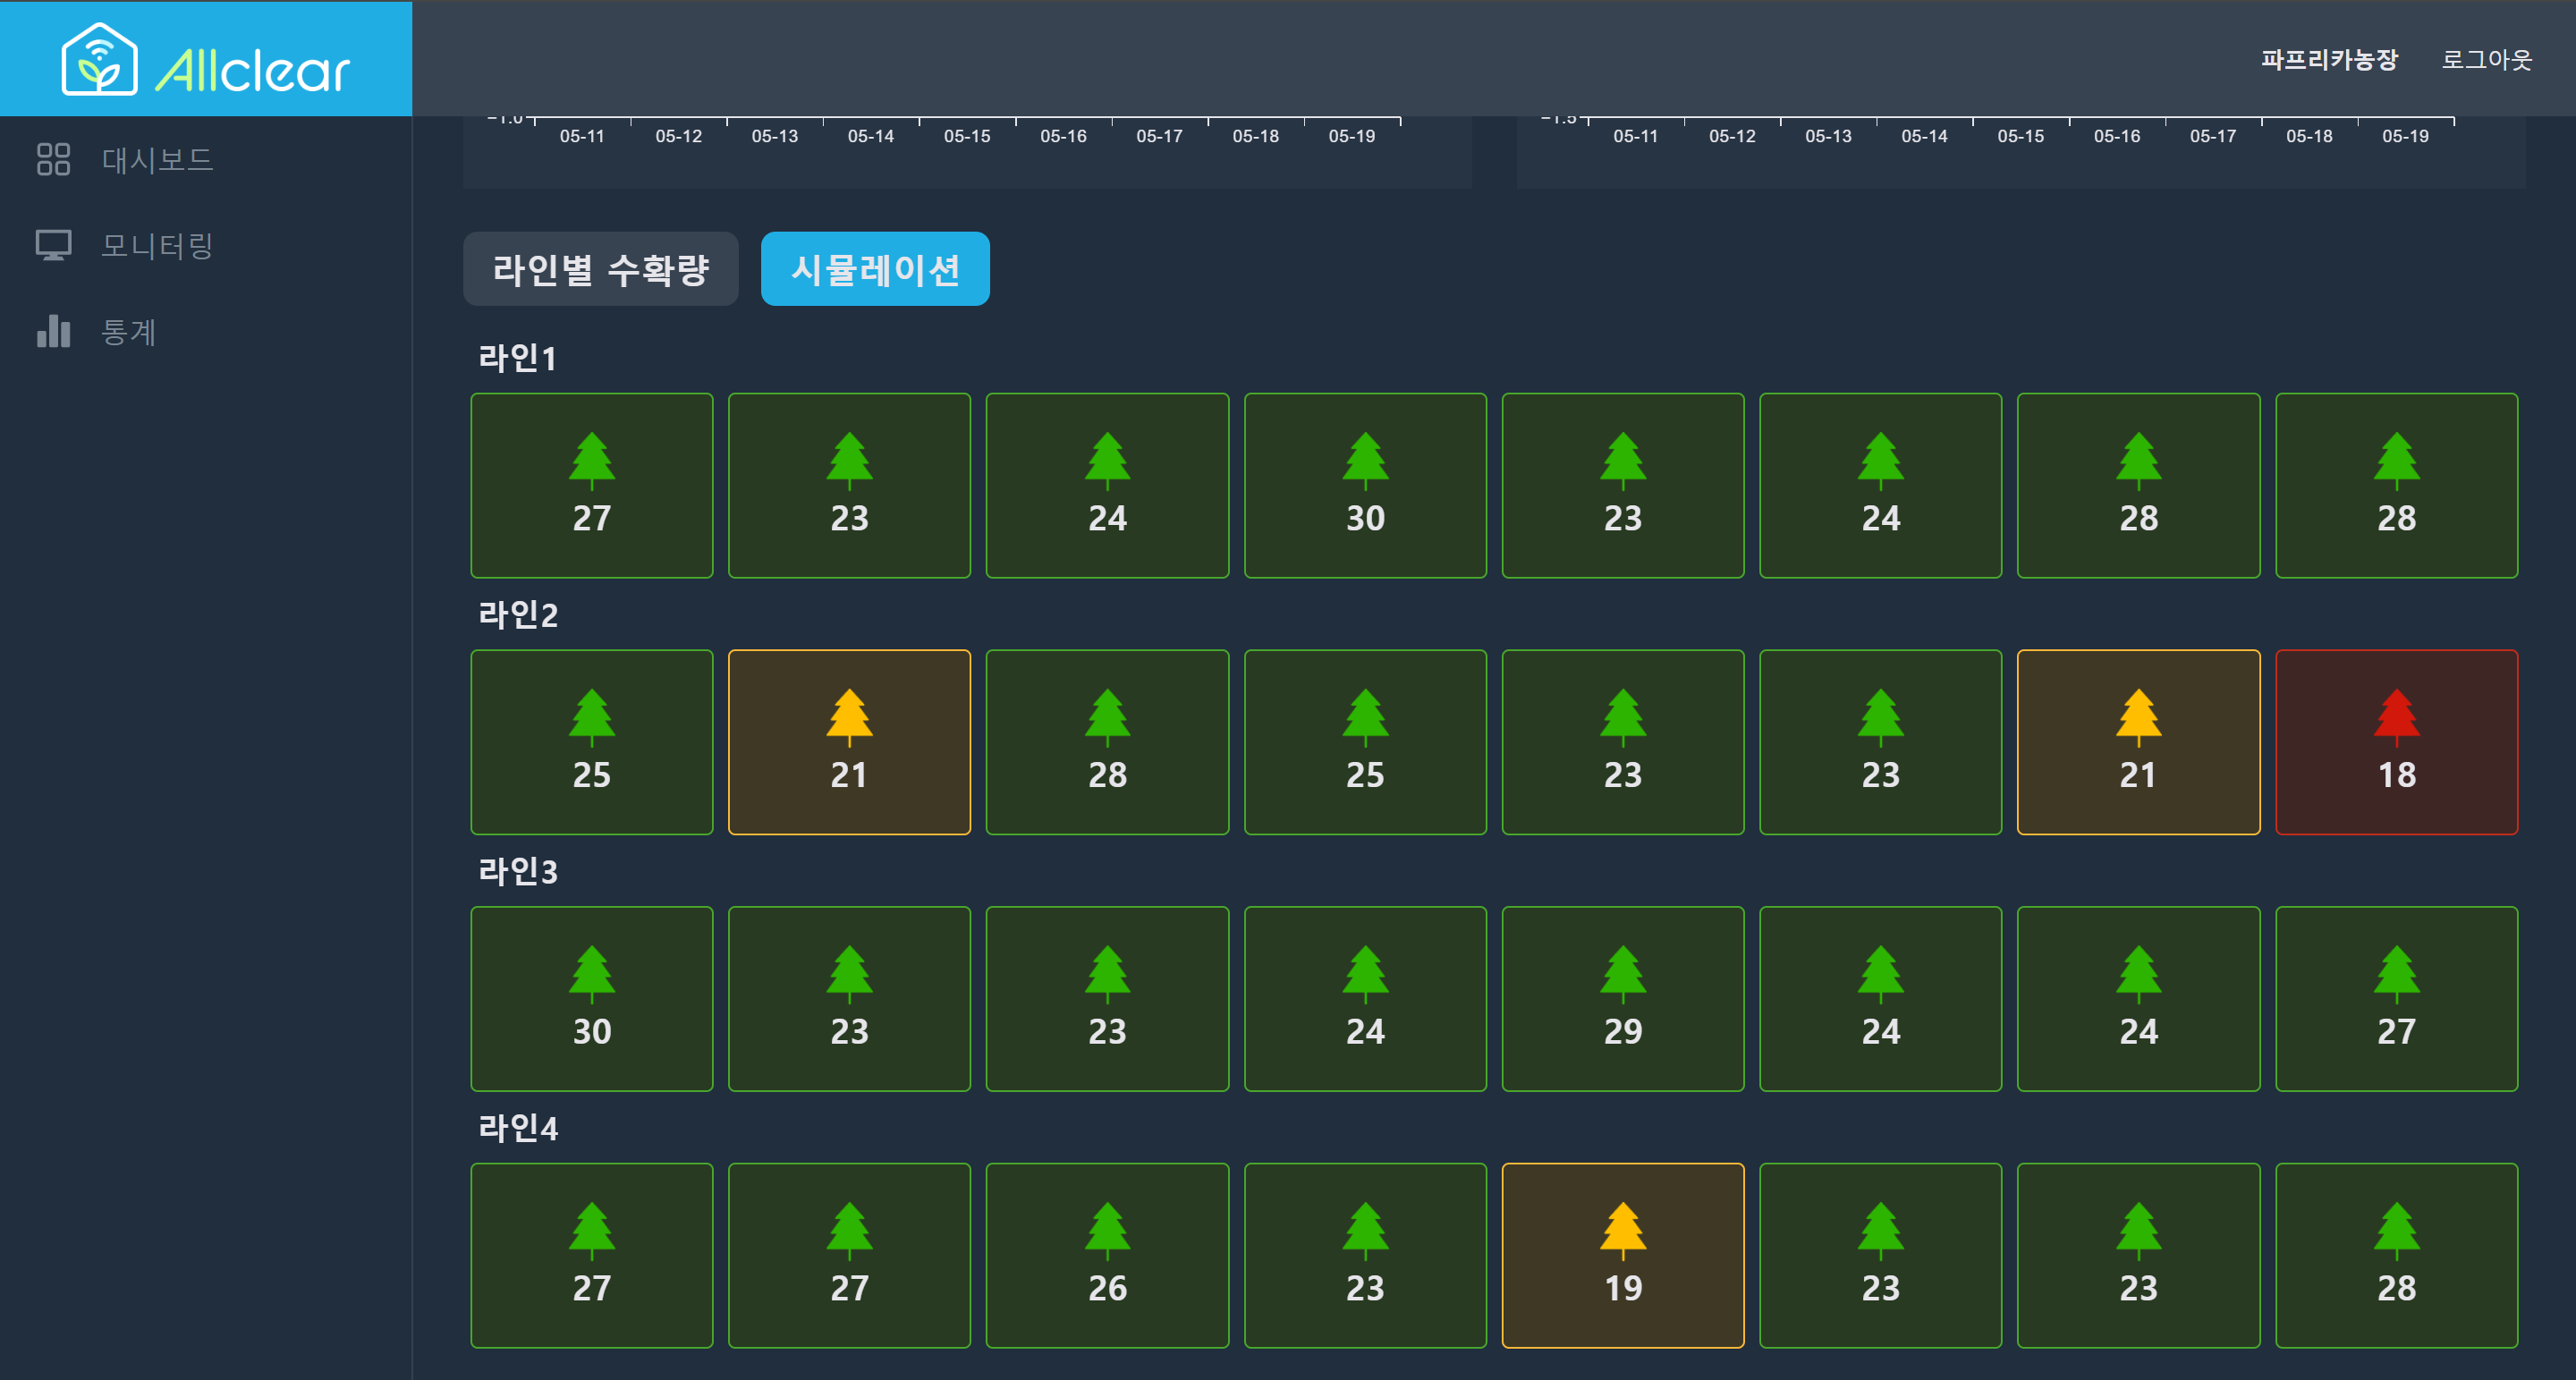 Allclear
파프리카농장 로그아웃
대시보드
모니터링
통계
-1.0
05-11 05-12 05-13 05-14 05-15 05-16 05-17 05-18 05-19
-1.5
05-11 05-12 05-13 05-14 05-15 05-16 05-17 05-18 05-19
라인별 수확량 시뮬레이션
라인1
27 23 24 30 23 24 28 28
라인2
25 21 28 25 23 23 21 18
라인3
30 23 23 24 29 24 24 27
라인4
27 27 26 23 19 23 23 28